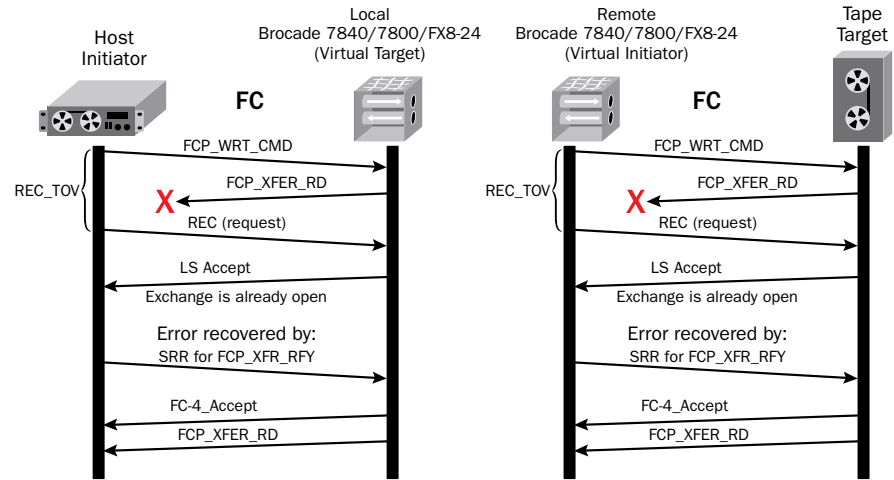 Host
Initiator
FC
Local
Brocade 7840/7800/FX8-24
(Virtual Target)
REC_TOV
FCP_WRT_CMD
FCP_XFER_RD
X
REC (request)
LS Accept
Exchange is already open
Error recovered by:
SRR for FCP_XFR_RFY
FC-4_Accept
FCP_XFER_RD
Remote
Brocade 7840/7800/FX8-24
(Virtual Initiator)
FC
Tape
Target
REC_TOV
FCP_WRT_CMD
FCP_XFER_RD
X
REC (request)
LS Accept
Exchange is already open
Error recovered by:
SRR for FCP_XFR_RFY
FC-4_Accept
FCP_XFER_RD